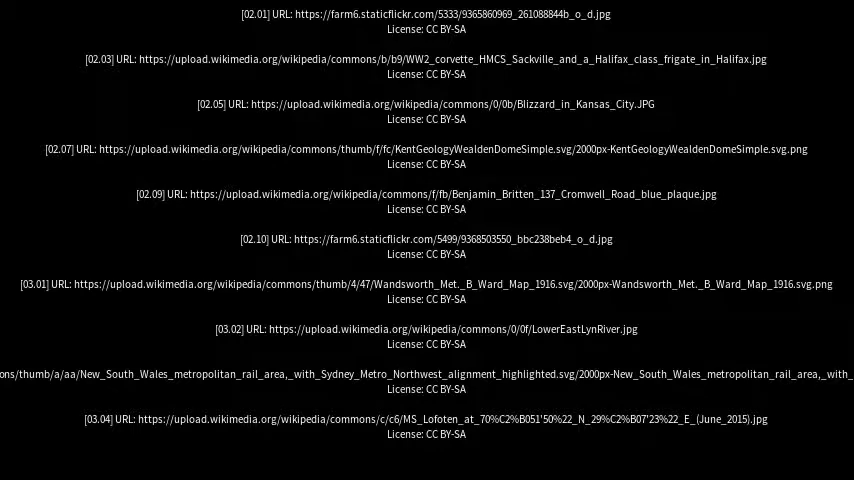 [02.01] URL: https://farm6.staticflickr.com/5333/9365860969_261088844b_o_d.jpg
License: CC BY-SA
[02.03] URL: https://upload.wikimedia.org/wikipedia/commons/b/b9/WW2_corvette_HMCS_Sackville_and_a_Halifax_class_frigate_in_Halifax.jpg
License: CC BY-SA
[02.05] URL: https://upload.wikimedia.org/wikipedia/commons/0/0b/Blizzard_in_Kansas_City.JPG
License: CC BY-SA
[02.07] URL: https://upload.wikimedia.org/wikipedia/commons/thumb/f/fc/KentGeologyWealdenDomeSimple.svg/2000px-KentGeologyWealdenDomeSimple.svg.png
License: CC BY-SA
[02.09] URL: https://upload.wikimedia.org/wikipedia/commons/f/fb/Benjamin_Britten_137_Cromwell_Road_blue_plaque.jpg
License: CC BY-SA
[02.10] URL: https://farm6.staticflickr.com/5499/9368503550_bbc238beb4_o_d.jpg
License: CC BY-SA
[03.01] URL: https://upload.wikimedia.org/wikipedia/commons/thumb/4/47/Wandsworth_Met._B_Ward_Map_1916.svg/2000px-Wandsworth_Met._B_Ward_Map_1916.svg.png
License: CC BY-SA
[03.02] URL: https://upload.wikimedia.org/wikipedia/commons/0/0f/LowerEastLynRiver.jpg
License: CC BY-SA
ons/thumb/a/aa/New_South_Wales_metropolitan_rail_area,_with_Sydney_Metro_Northwest_alignment_highlighted.svg/2000px-New_South_Wales_metropolitan_rail_area,_with_
License: CC BY-SA
[03.04] URL: https://upload.wikimedia.org/wikipedia/commons/c/c6/MS_Lofoten_at_70%C2%B051'50%22_N_29%C2%B07'23%22_E_(June_2015).jpg
License: CC BY-SA